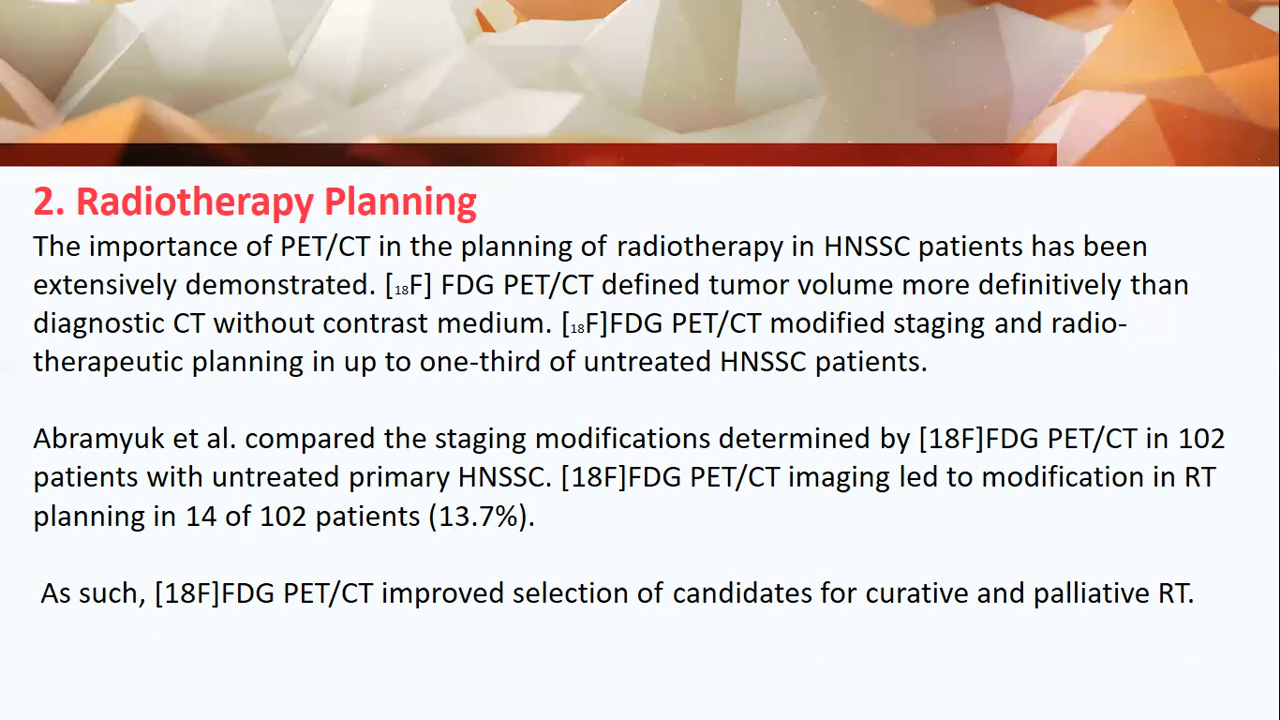 2. Radiotherapy Planning
The importance of PET/CT in the planning of radiotherapy in HNSSC patients has been
extensively demonstrated. [18F] FDG PET/CT defined tumor volume more definitively than
diagnostic CT without contrast medium. [18F]FDG PET/CT modified staging and radio-
therapeutic planning in up to one-third of untreated HNSSC patients.
Abramyuk et al. compared the staging modifications determined by [18F]FDG PET/CT in 102
patients with untreated primary HNSSC. [18F]FDG PET/CT imaging led to modification in RT
planning in 14 of 102 patients (13.7%).
As such, [18F]FDG PET/CT improved selection of candidates for curative and palliative RT.